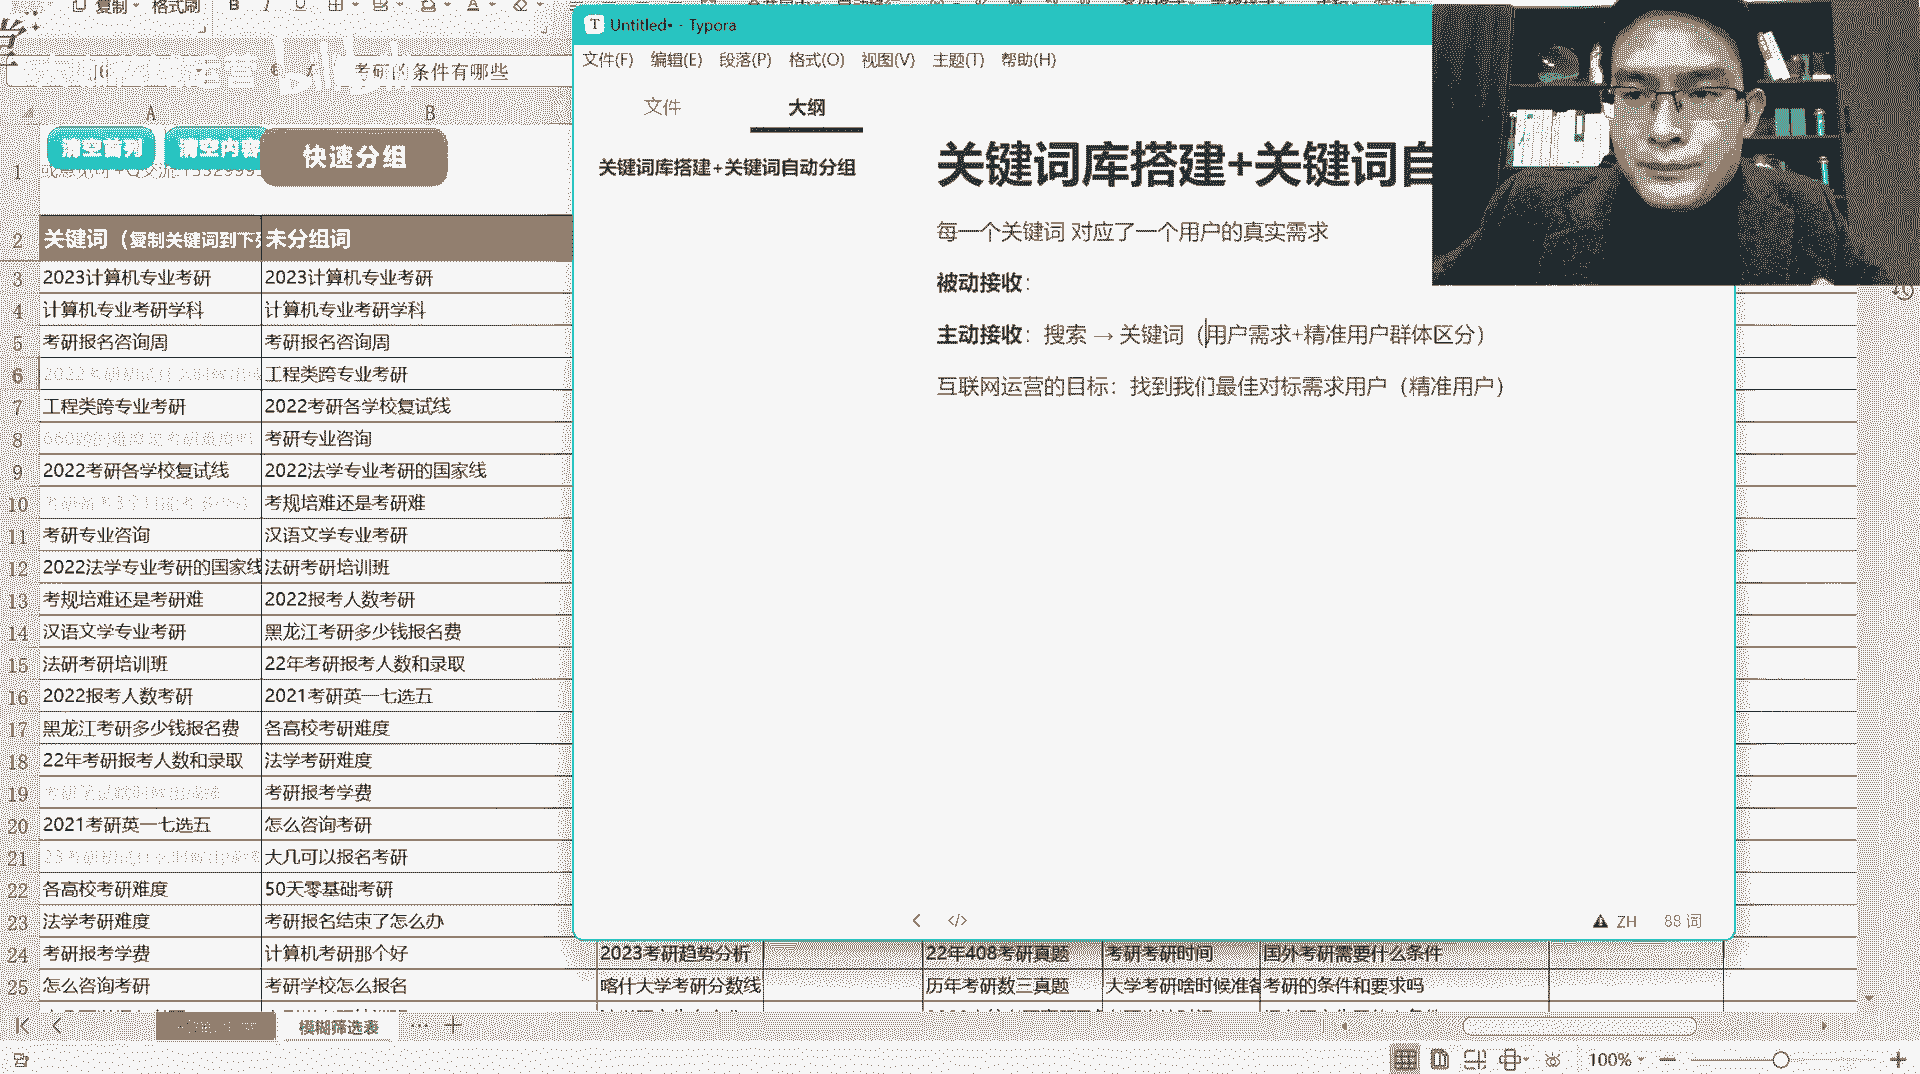 复制 格式刷
考研的条件有哪些
A B
清空首列 清空内容 快速分组
1
2 关键词（复制关键词到下列 未分组词
3 2023计算机专业考研 2023计算机专业考研
4 计算机专业考研学科 计算机专业考研学科
5 考研报名咨询周 考研报名咨询周
6 工程类跨专业考研
7 工程类跨专业考研 2022考研各学校复试线
8 考研专业咨询
9 2022考研各学校复试线 2022法学专业考研的国家线
10 考规培难还是考研难
11 考研专业咨询 汉语文学专业考研
12 2022法学专业考研的国家线 法研考研培训班
13 考规培难还是考研难 2022报考人数考研
14 汉语文学专业考研 黑龙江考研多少钱报名费
15 法研考研培训班 22年考研报考人数和录取
16 2022报考人数考研 2021考研英一七选五
17 黑龙江考研多少钱报名费 各高校考研难度
18 22年考研报考人数和录取 法学考研难度
19 考研报考学费
20 2021考研英一七选五 怎么咨询考研
21 大几可以报名考研
22 各高校考研难度 50天零基础考研
23 法学考研难度 考研报名结束了怎么办
24 考研报考学费 计算机考研那个好 2023考研趋势分析 22年408考研真题 考研考研时间 国外考研需要什么条件
25 怎么咨询考研 考研学校怎么报名 喀什大学考研分数线 历年考研数三真题 大学考研啥时候准备 考研的条件和要求吗
模糊筛选表 ··· +
100%
T Untitled• - Typora
文件(F) 编辑(E) 段落(P) 格式(O) 视图(V) 主题(T) 帮助(H)
文件 大纲
关键词库搭建+关键词自动分组
关键词库搭建+关键词自
每一个关键词 对应了一个用户的真实需求
被动接收：
主动接收：搜索 → 关键词（用户需求+精准用户群体区分）
互联网运营的目标：找到我们最佳对标需求用户（精准用户）
</> ZH 88 词